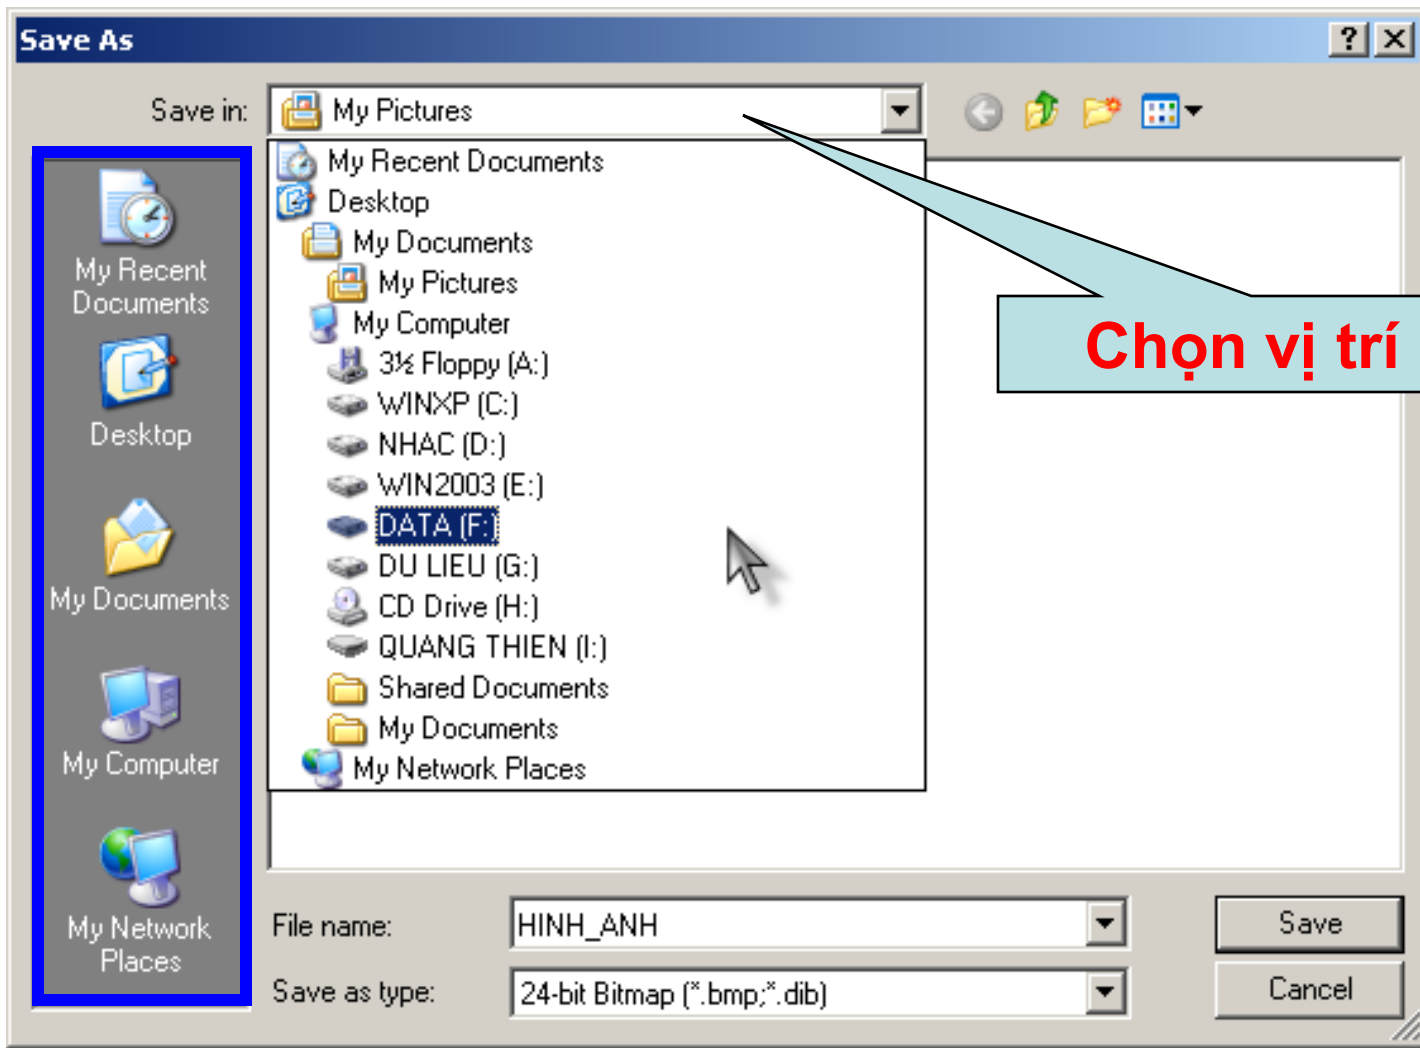 Save As
Save in:
My Pictures
My Recent Documents
Desktop
My Documents
My Pictures
My Computer
3½ Floppy (A:)
WINXP (C:)
NHAC (D:)
WIN2003 (E:)
DATA (F:)
DU LIEU (G:)
CD Drive (H:)
QUANG THIEN (I:)
Shared Documents
My Documents
My Network Places
My Recent
Documents
Desktop
My Documents
My Computer
My Network
Places
Chọn vị trí
File name:
HINH_ANH
Save
Save as type:
24-bit Bitmap (*.bmp;*.dib)
Cancel